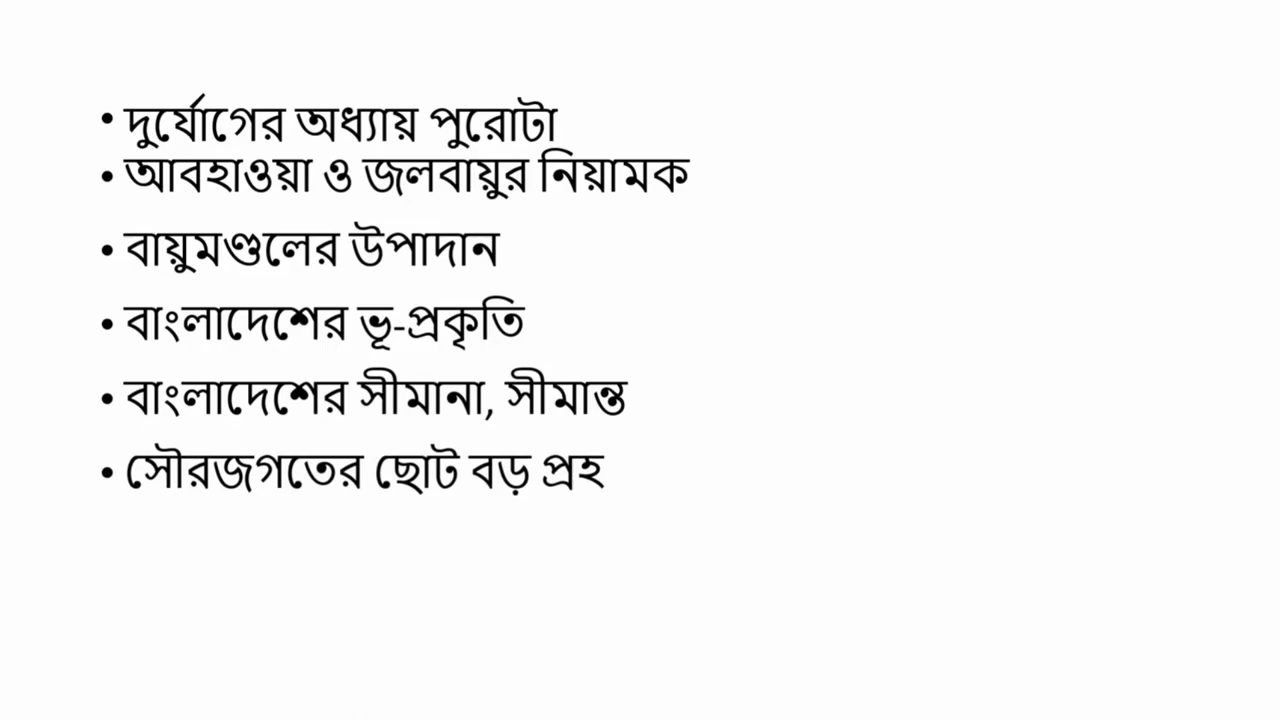 • দুর্যোগের অধ্যায় পুরোটা
• আবহাওয়া ও জলবায়ুর নিয়ামক
• বায়ুমণ্ডলের উপাদান
• বাংলাদেশের ভূ-প্রকৃতি
• বাংলাদেশের সীমানা, সীমান্ত
• সৌরজগতের ছোট বড় প্রহ